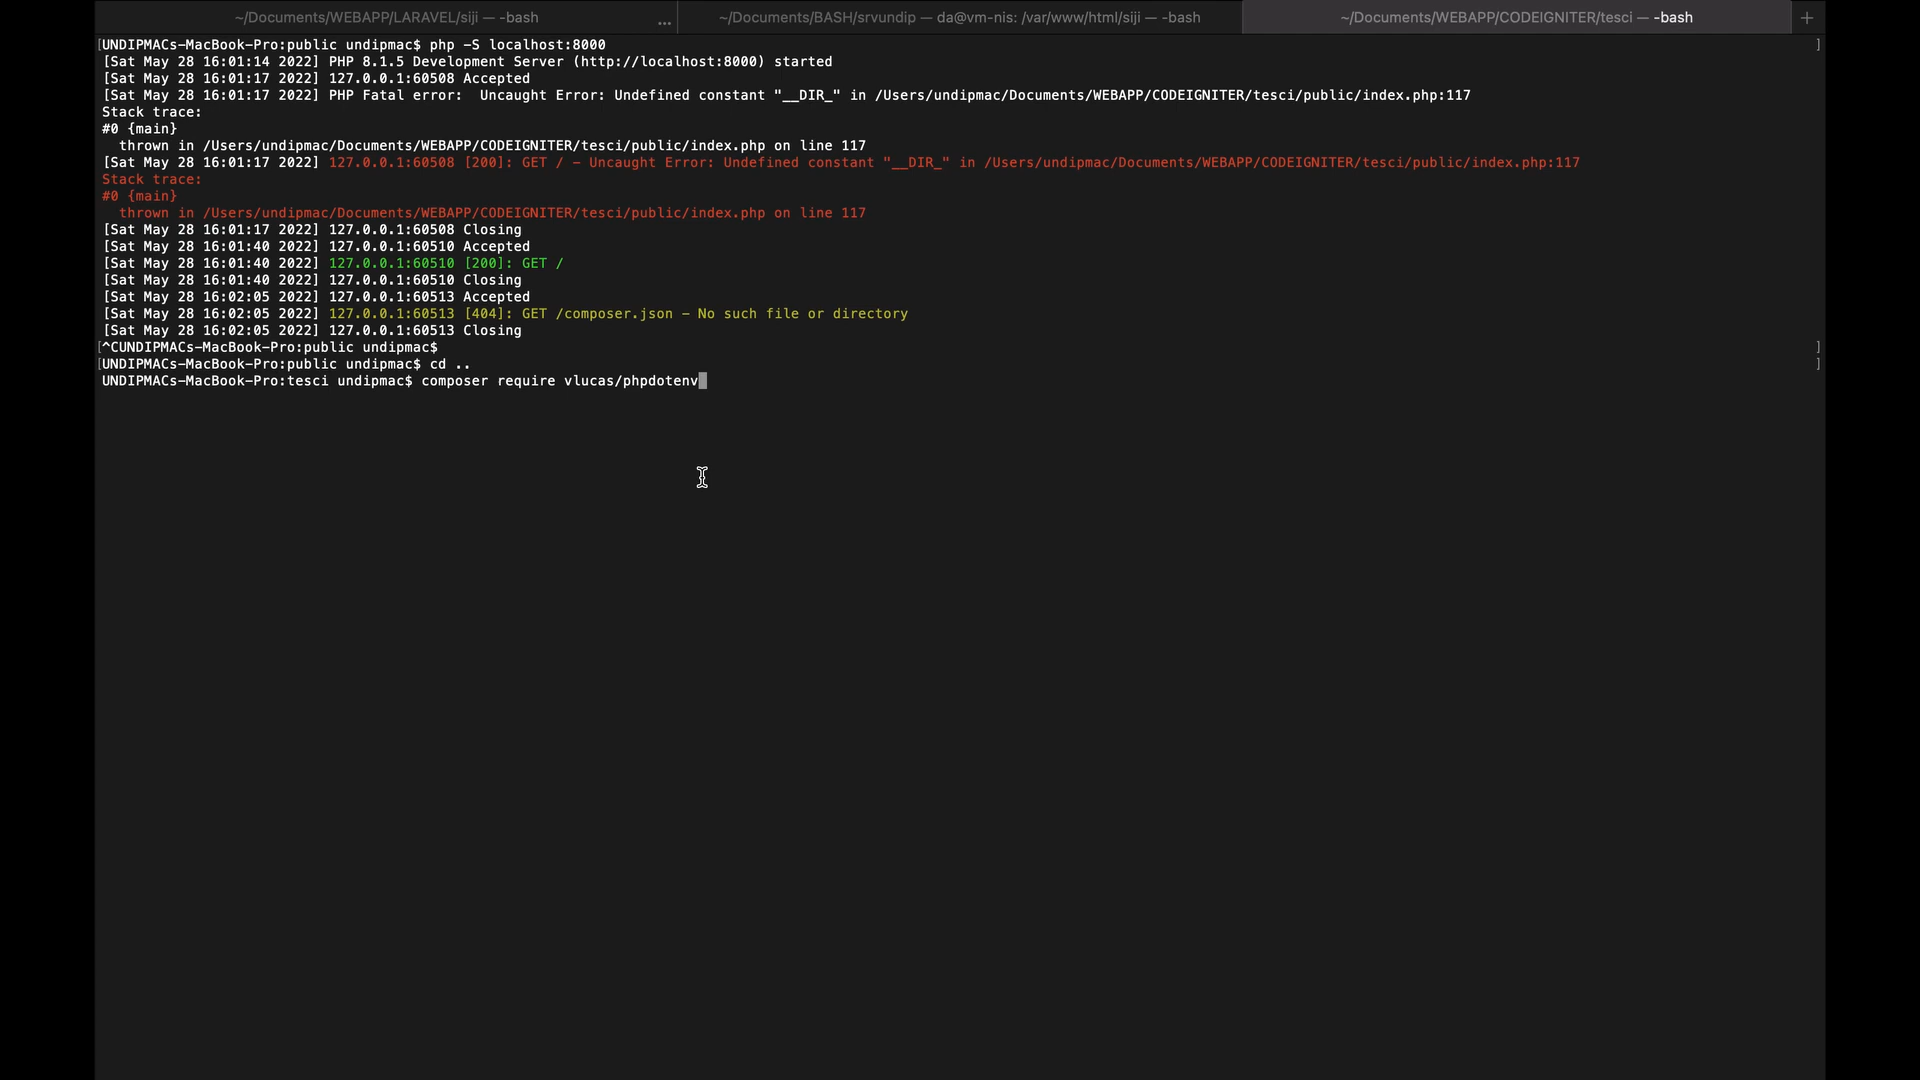 ~/Documents/WEBAPP/LARAVEL/siji — -bash
...
~/Documents/BASH/srvundip — da@vm-nis: /var/www/html/siji — -bash
~/Documents/WEBAPP/CODEIGNITER/tesci — -bash
+
[UNDIPMACs-MacBook-Pro:public undipmac$ php -S localhost:8000 ]
[Sat May 28 16:01:14 2022] PHP 8.1.5 Development Server (http://localhost:8000) started
[Sat May 28 16:01:17 2022] 127.0.0.1:60508 Accepted
[Sat May 28 16:01:17 2022] PHP Fatal error:  Uncaught Error: Undefined constant "__DIR_" in /Users/undipmac/Documents/WEBAPP/CODEIGNITER/tesci/public/index.php:117
Stack trace:
#0 {main}
  thrown in /Users/undipmac/Documents/WEBAPP/CODEIGNITER/tesci/public/index.php on line 117
[Sat May 28 16:01:17 2022] 127.0.0.1:60508 [200]: GET / - Uncaught Error: Undefined constant "__DIR_" in /Users/undipmac/Documents/WEBAPP/CODEIGNITER/tesci/public/index.php:117
Stack trace:
#0 {main}
  thrown in /Users/undipmac/Documents/WEBAPP/CODEIGNITER/tesci/public/index.php on line 117
[Sat May 28 16:01:17 2022] 127.0.0.1:60508 Closing
[Sat May 28 16:01:40 2022] 127.0.0.1:60510 Accepted
[Sat May 28 16:01:40 2022] 127.0.0.1:60510 [200]: GET /
[Sat May 28 16:01:40 2022] 127.0.0.1:60510 Closing
[Sat May 28 16:02:05 2022] 127.0.0.1:60513 Accepted
[Sat May 28 16:02:05 2022] 127.0.0.1:60513 [404]: GET /composer.json - No such file or directory
[Sat May 28 16:02:05 2022] 127.0.0.1:60513 Closing
[^CUNDIPMACs-MacBook-Pro:public undipmac$ ]
[UNDIPMACs-MacBook-Pro:public undipmac$ cd .. ]
UNDIPMACs-MacBook-Pro:tesci undipmac$ composer require vlucas/phpdotenv